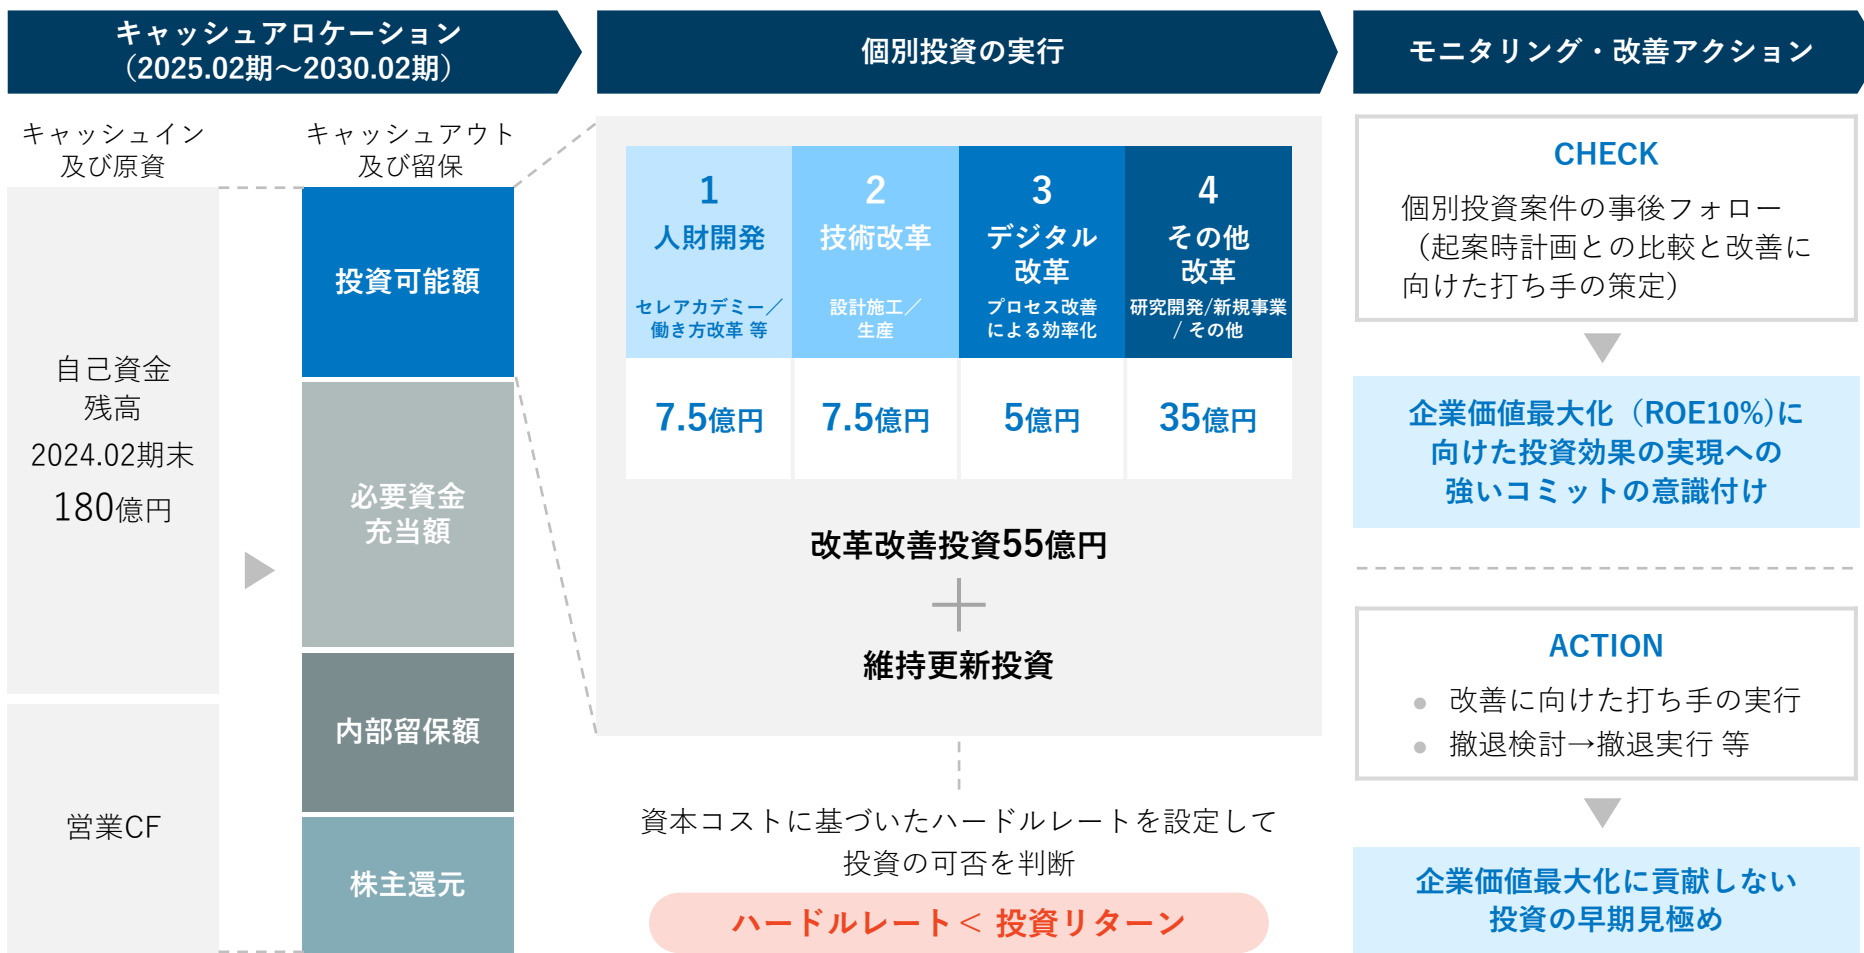 キャッシュアロケーション
（2025.02期～2030.02期）
キャッシュイン
及び原資
キャッシュアウト
及び留保
自己資金
残高
2024.02期末
180億円
営業CF
投資可能額
必要資金
充当額
内部留保額
株主還元
個別投資の実行
1
人財開発
セレアカデミー／
働き方改革 等
7.5億円
2
技術改革
設計施工／
生産
7.5億円
3
デジタル
改革
プロセス改善
による効率化
5億円
4
その他
改革
研究開発/新規事業
/ その他
35億円
改革改善投資55億円
維持更新投資
資本コストに基づいたハードルレートを設定して
投資の可否を判断
ハードルレート＜ 投資リターン
モニタリング・改善アクション
CHECK
個別投資案件の事後フォロー
（起案時計画との比較と改善に
向けた打ち手の策定）
企業価値最大化（ROE10%)に
向けた投資効果の実現への
強いコミットの意識付け
ACTION
● 改善に向けた打ち手の実行
● 撤退検討→撤退実行 等
企業価値最大化に貢献しない
投資の早期見極め